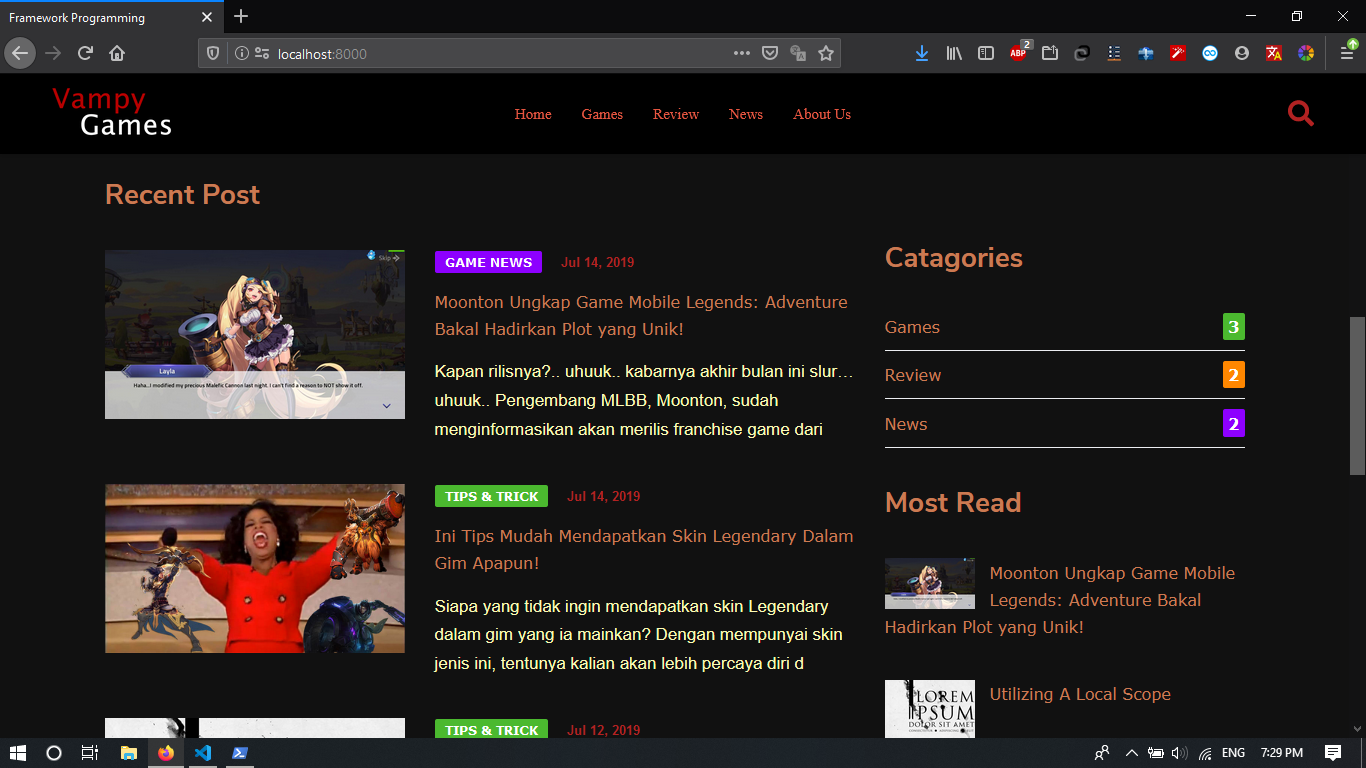 Framework Programming
localhost:8000
ABP
2
Vampy
Games
Home
Games
Review
News
About Us
Recent Post
Skip
Layla
Haha...I modified my precious Malefic Cannon last night. I can't find a reason to NOT show it off.
GAME NEWS
Jul 14, 2019
Moonton Ungkap Game Mobile Legends: Adventure
Bakal Hadirkan Plot yang Unik!
Kapan rilisnya?.. uhuuk.. kabarnya akhir bulan ini slur…
uhuuk.. Pengembang MLBB, Moonton, sudah
menginformasikan akan merilis franchise game dari
TIPS & TRICK
Jul 14, 2019
Ini Tips Mudah Mendapatkan Skin Legendary Dalam
Gim Apapun!
Siapa yang tidak ingin mendapatkan skin Legendary
dalam gim yang ia mainkan? Dengan mempunyai skin
jenis ini, tentunya kalian akan lebih percaya diri d
TIPS & TRICK
Jul 12, 2019
Catagories
Games 3
Review 2
News 2
Most Read
Moonton Ungkap Game Mobile
Legends: Adventure Bakal
Hadirkan Plot yang Unik!
LOREM
IPSUM
DOLOR SIT AMET
Utilizing A Local Scope
ENG
7:29 PM